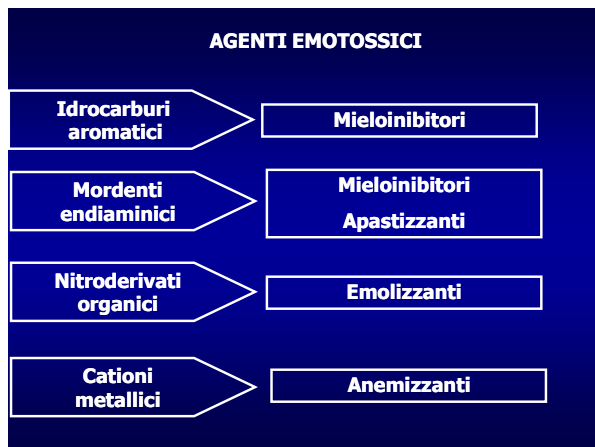 AGENTI EMOTOSSICI
Idrocarburi
aromatici
Mieloinibitori
Mordenti
endiaminici
Mieloinibitori
Apastizzanti
Nitroderivati
organici
Emolizzanti
Cationi
metallici
Anemizzanti